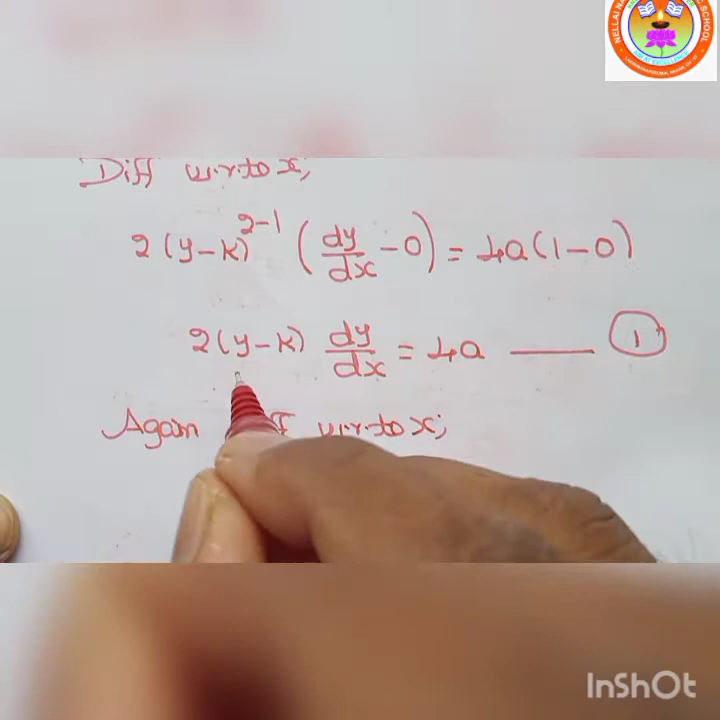 Diff w.r.to x;
2(y-k)^{2-1} (dy/dx - 0) = 4a(1-0)
2(y-k) dy/dx = 4a —— ①
Again w.r.to x;
InShOt